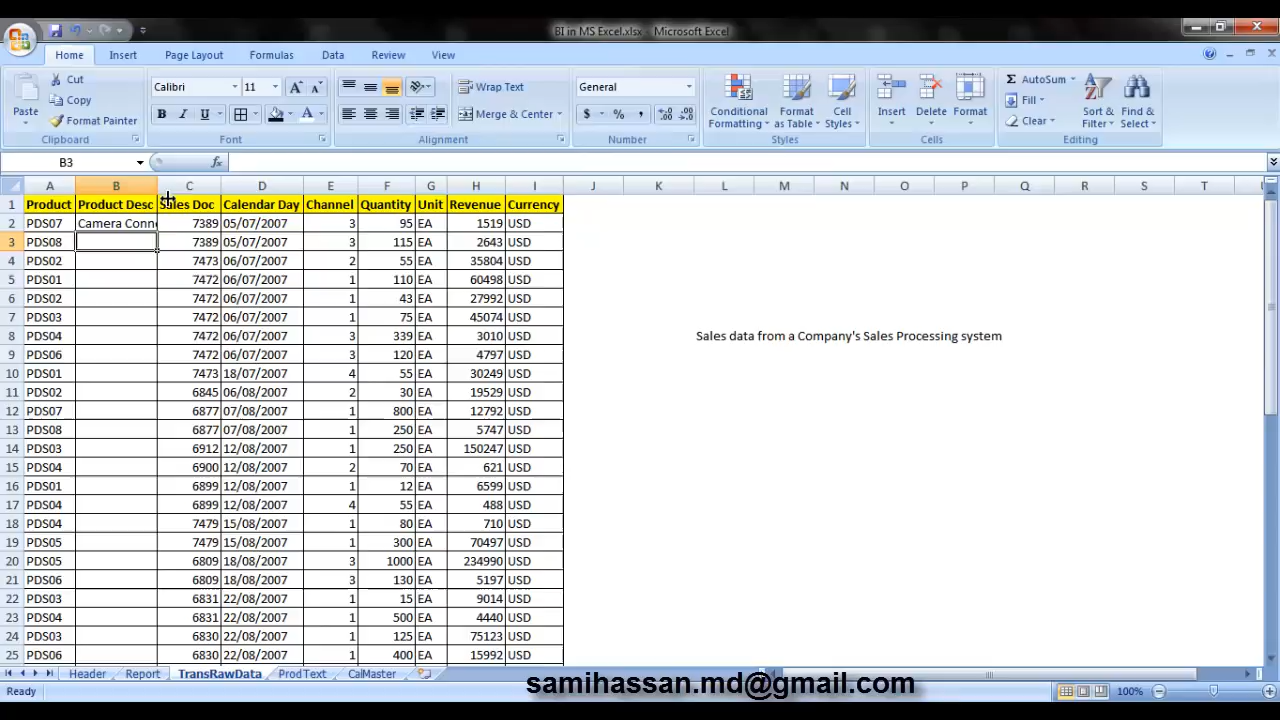 BI in MS Excel.xlsx - Microsoft Excel
Home Insert Page Layout Formulas Data Review View
Paste Cut Copy Format Painter Clipboard
Calibri 11 B I U A Font
Wrap Text Merge & Center Alignment
General $ % , Number
Conditional Formatting Format as Table Cell Styles Styles
Insert Delete Format Cells
AutoSum Fill Clear Sort & Filter Find & Select Editing
B3 fx
A B C D E F G H I J K L M N O P Q R S T
1 Product Product Desc Sales Doc Calendar Day Channel Quantity Unit Revenue Currency
2 PDS07 Camera Conne 7389 05/07/2007 3 95 EA 1519 USD
3 PDS08 7389 05/07/2007 3 115 EA 2643 USD
4 PDS02 7473 06/07/2007 2 55 EA 35804 USD
5 PDS01 7472 06/07/2007 1 110 EA 60498 USD
6 PDS02 7472 06/07/2007 1 43 EA 27992 USD
7 PDS03 7472 06/07/2007 1 75 EA 45074 USD
8 PDS04 7472 06/07/2007 3 339 EA 3010 USD Sales data from a Company's Sales Processing system
9 PDS06 7472 06/07/2007 3 120 EA 4797 USD
10 PDS01 7473 18/07/2007 4 55 EA 30249 USD
11 PDS02 6845 06/08/2007 2 30 EA 19529 USD
12 PDS07 6877 07/08/2007 1 800 EA 12792 USD
13 PDS08 6877 07/08/2007 1 250 EA 5747 USD
14 PDS03 6912 12/08/2007 1 250 EA 150247 USD
15 PDS04 6900 12/08/2007 2 70 EA 621 USD
16 PDS01 6899 12/08/2007 1 12 EA 6599 USD
17 PDS04 6899 12/08/2007 4 55 EA 488 USD
18 PDS04 7479 15/08/2007 1 80 EA 710 USD
19 PDS05 7479 15/08/2007 1 300 EA 70497 USD
20 PDS05 6809 18/08/2007 3 1000 EA 234990 USD
21 PDS06 6809 18/08/2007 3 130 EA 5197 USD
22 PDS03 6831 22/08/2007 1 15 EA 9014 USD
23 PDS04 6831 22/08/2007 1 500 EA 4440 USD
24 PDS03 6830 22/08/2007 1 125 EA 75123 USD
25 PDS06 6830 22/08/2007 1 400 EA 15992 USD
Header Report TransRawData ProdText CalMaster
Ready samihassan.md@gmail.com 100%